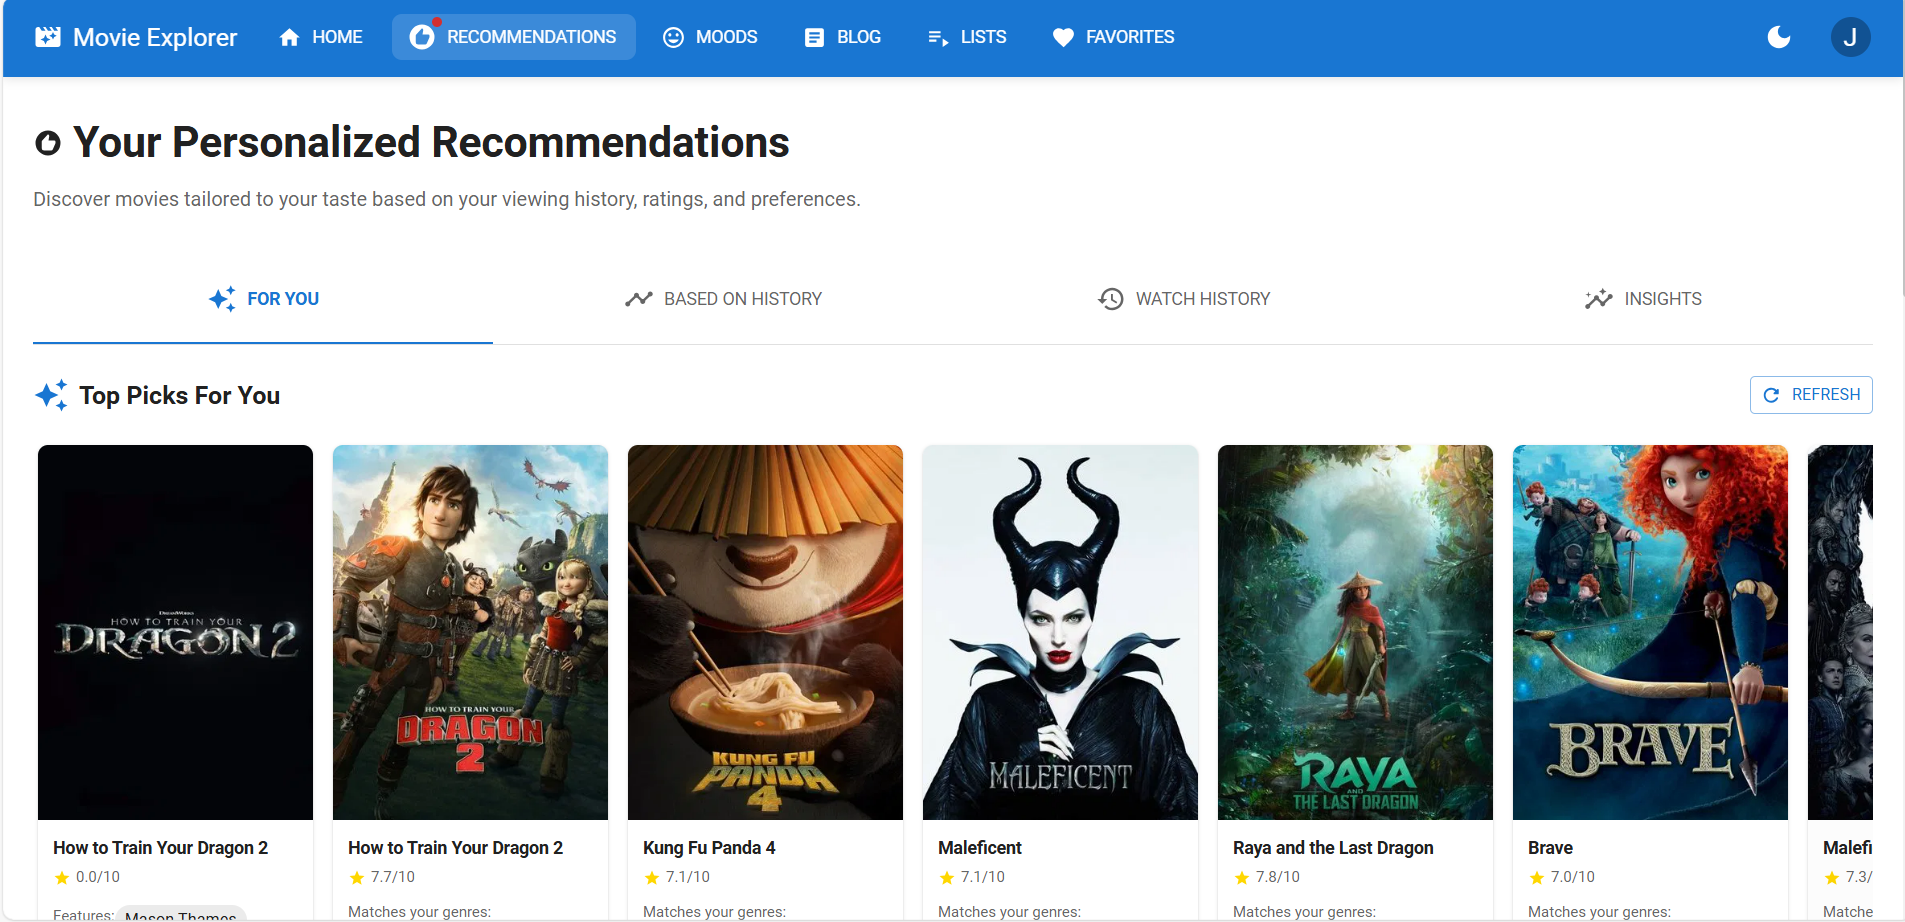 Movie Explorer HOME RECOMMENDATIONS MOODS BLOG LISTS FAVORITES J
Your Personalized Recommendations
Discover movies tailored to your taste based on your viewing history, ratings, and preferences.
FOR YOU BASED ON HISTORY WATCH HISTORY INSIGHTS
Top Picks For You REFRESH
DREAMWORKS
HOW TO TRAIN YOUR
DRAGON 2
HOW TO TRAIN YOUR
DRAGON
2
KUNG FU
PANDA
4
MALEFICENT
RAYA
AND
THE LAST DRAGON
BRAVE
How to Train Your Dragon 2 How to Train Your Dragon 2 Kung Fu Panda 4 Maleficent Raya and the Last Dragon Brave Malefi
0.0/10 7.7/10 7.1/10 7.1/10 7.8/10 7.0/10 7.3/
Features: Mason Thames Matches your genres: Matches your genres: Matches your genres: Matches your genres: Matches your genres: Matche